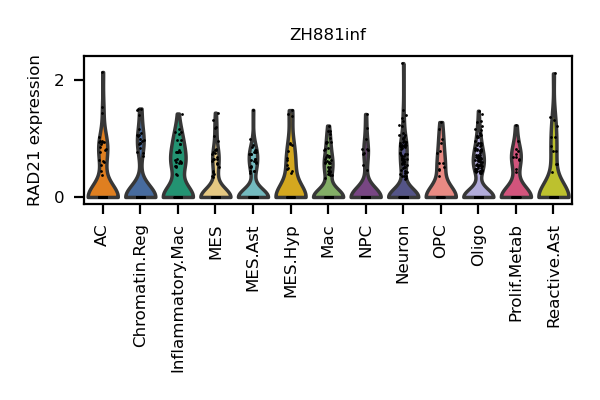 ZH881inf
RAD21 expression
2
0
AC
Chromatin.Reg
Inflammatory.Mac
MES
MES.Ast
MES.Hyp
Mac
NPC
Neuron
OPC
Oligo
Prolif.Metab
Reactive.Ast